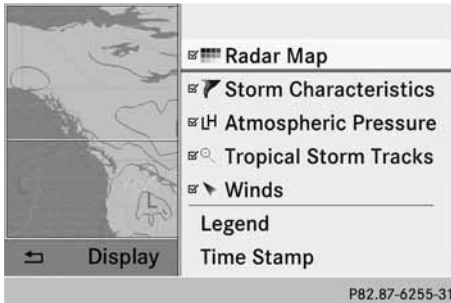 Radar Map
Storm Characteristics
LH Atmospheric Pressure
Tropical Storm Tracks
Winds
Legend
Time Stamp
L
Display
P82.87-6255-31